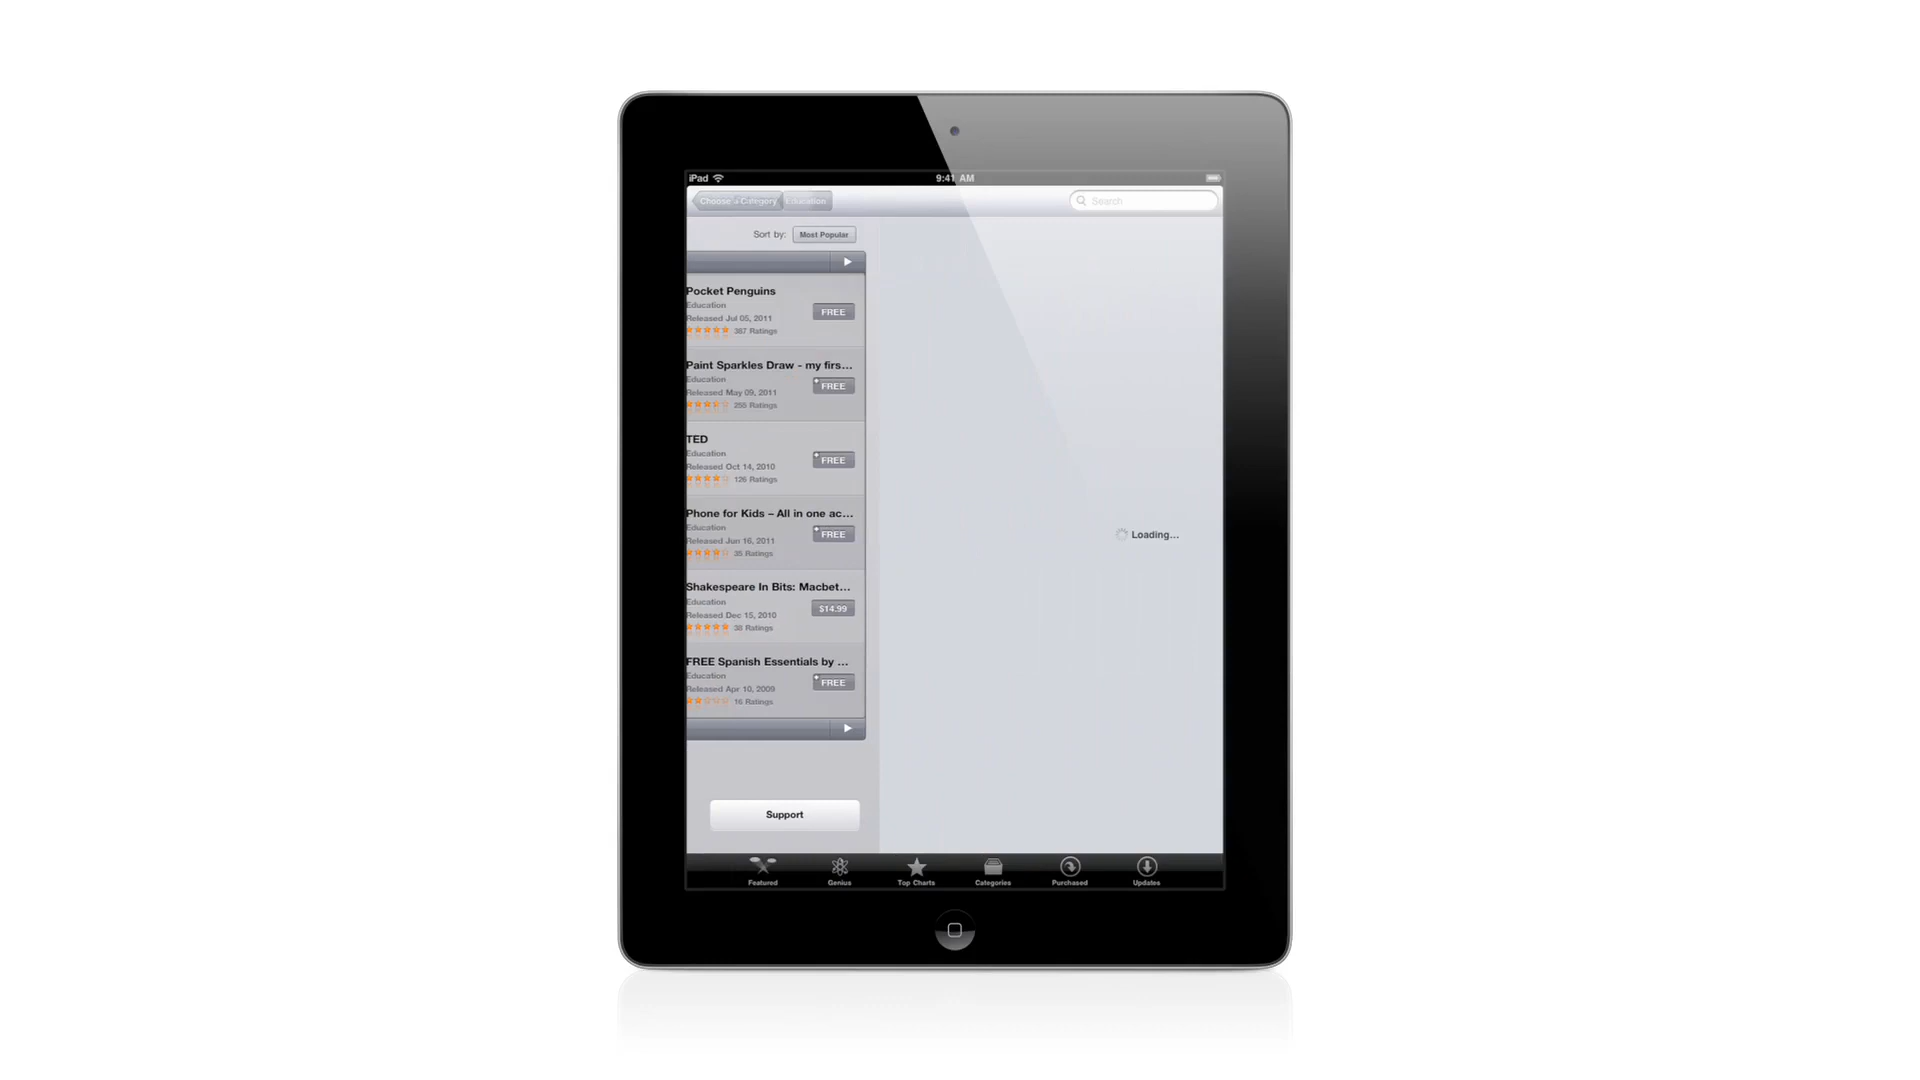 iPad
9:41 AM
Choose a Category
Education
Search
Sort by:
Most Popular
Pocket Penguins
Education
Released Jul 05, 2011
387 Ratings
FREE
Paint Sparkles Draw - my firs...
Education
Released May 09, 2011
255 Ratings
FREE
TED
Education
Released Oct 14, 2010
126 Ratings
FREE
Phone for Kids – All in one ac...
Education
Released Jun 16, 2011
35 Ratings
FREE
Shakespeare In Bits: Macbet...
Education
Released Dec 15, 2010
38 Ratings
$14.99
FREE Spanish Essentials by ...
Education
Released Apr 10, 2009
16 Ratings
FREE
Loading...
Support
Featured
Genius
Top Charts
Categories
Purchased
Updates